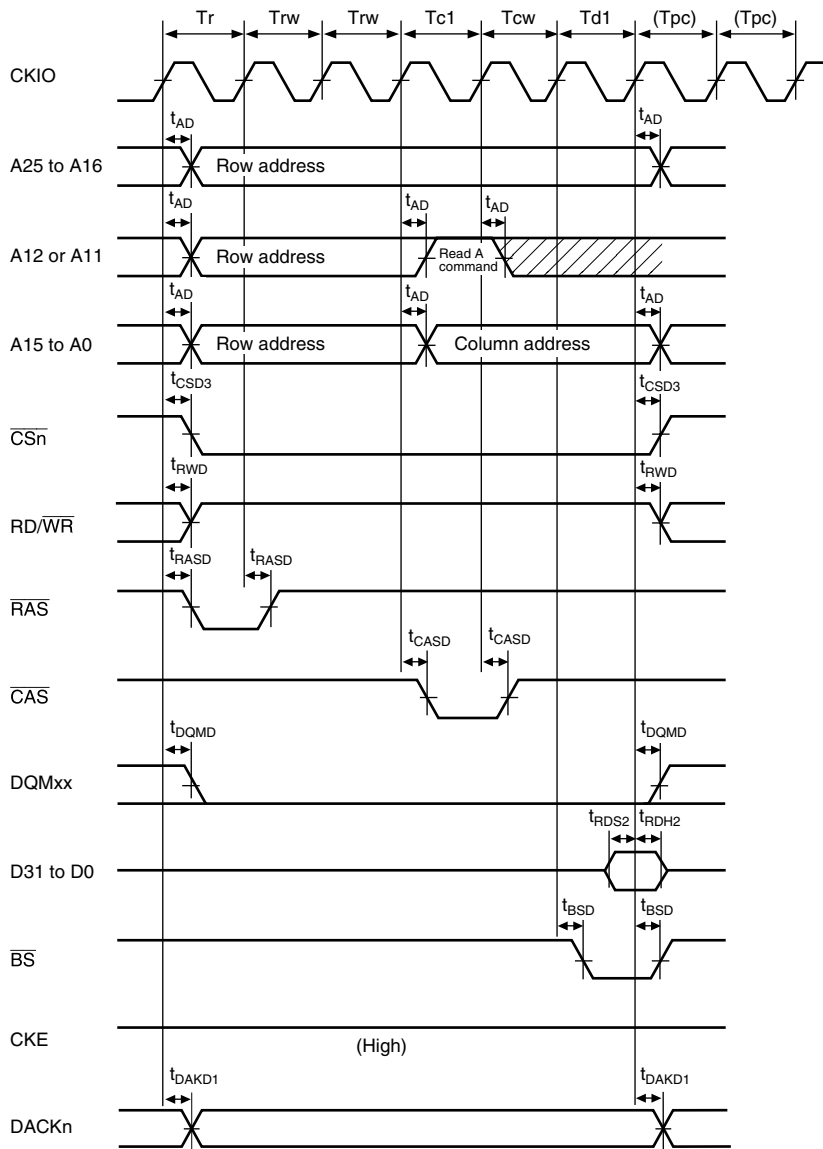 Tr Trw Trw Tc1 Tcw Td1 (Tpc) (Tpc)
CKIO
tAD tAD
A25 to A16 Row address
tAD tAD tAD
A12 or A11 Row address Read A command
tAD tAD tAD
A15 to A0 Row address Column address
tCSD3 tCSD3
CSn
tRWD tRWD
RD/WR
tRASD tRASD
RAS
tCASD tCASD
CAS
tDQMD tDQMD
DQMxx
tRDS2 tRDH2
D31 to D0
tBSD tBSD
BS
CKE
(High)
tDAKD1 tDAKD1
DACKn